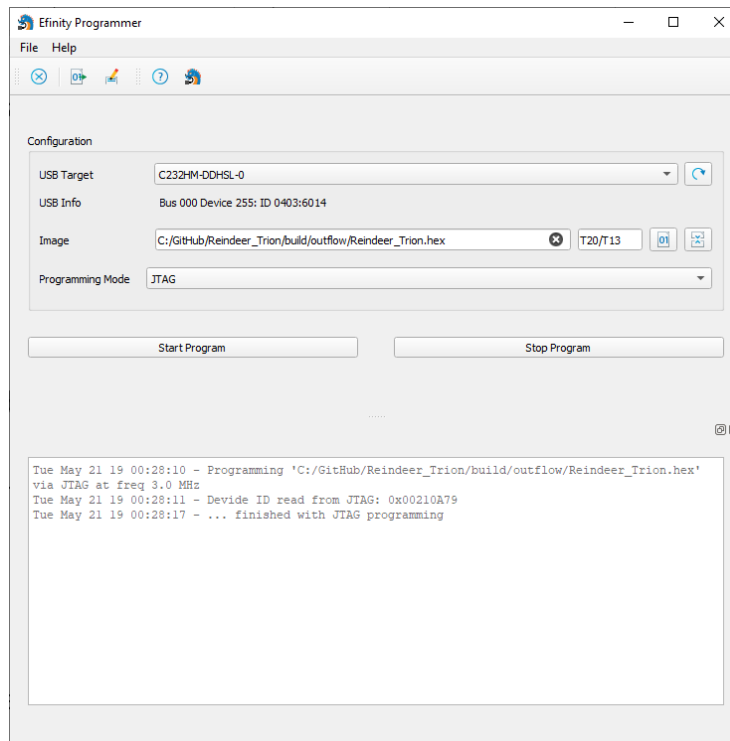 Efinity Programmer
File Help
Configuration
USB Target C232HM-DDHSL-0
USB Info Bus 000 Device 255: ID 0403:6014
Image C:/GitHub/Reindeer_Trion/build/outflow/Reindeer_Trion.hex T20/T13
Programming Mode JTAG
Start Program Stop Program
Tue May 21 19 00:28:10 - Programming 'C:/GitHub/Reindeer_Trion/build/outflow/Reindeer_Trion.hex'
via JTAG at freq 3.0 MHz
Tue May 21 19 00:28:11 - Devide ID read from JTAG: 0x00210A79
Tue May 21 19 00:28:17 - ... finished with JTAG programming